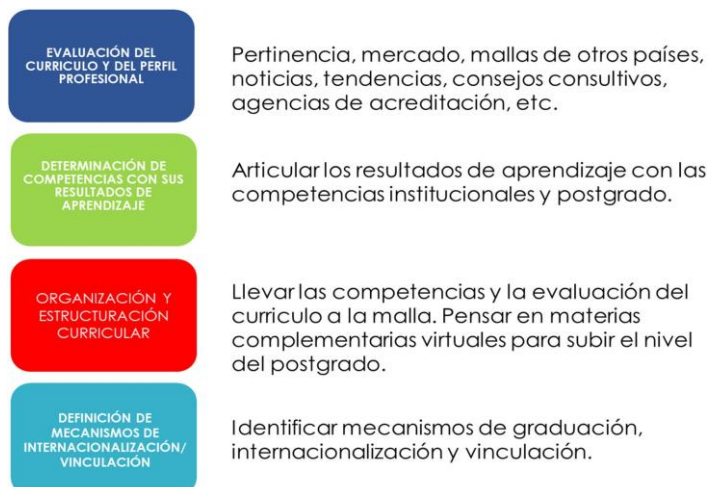 EVALUACIÓN DEL
CURRICULO Y DEL PERFIL
PROFESIONAL
Pertinencia, mercado, mallas de otros países,
noticias, tendencias, consejos consultivos,
agencias de acreditación, etc.
DETERMINACIÓN DE
COMPETENCIAS CON SUS
RESULTADOS DE
APRENDIZAJE
Articular los resultados de aprendizaje con las
competencias institucionales y postgrado.
ORGANIZACIÓN Y
ESTRUCTURACIÓN
CURRICULAR
Llevar las competencias y la evaluación del
curriculo a la malla. Pensar en materias
complementarias virtuales para subir el nivel
del postgrado.
DEFINICIÓN DE
MECANISMOS DE
INTERNACIONALIZACIÓN/
VINCULACIÓN
Identificar mecanismos de graduación,
internacionalización y vinculación.